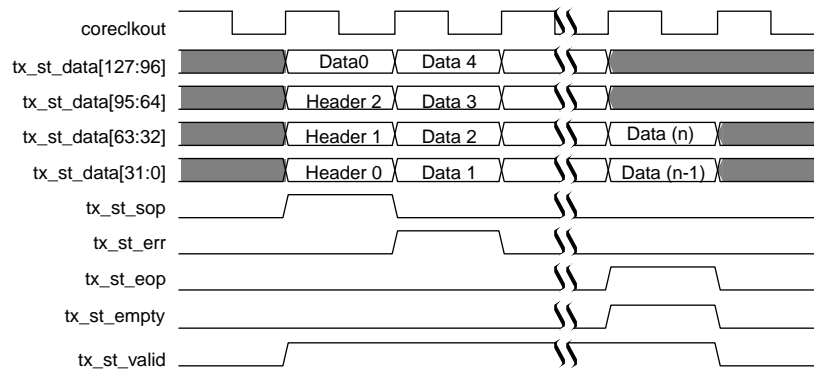 coreclkout
tx_st_data[127:96] Data0 Data 4
tx_st_data[95:64] Header 2 Data 3
tx_st_data[63:32] Header 1 Data 2 Data (n)
tx_st_data[31:0] Header 0 Data 1 Data (n-1)
tx_st_sop
tx_st_err
tx_st_eop
tx_st_empty
tx_st_valid